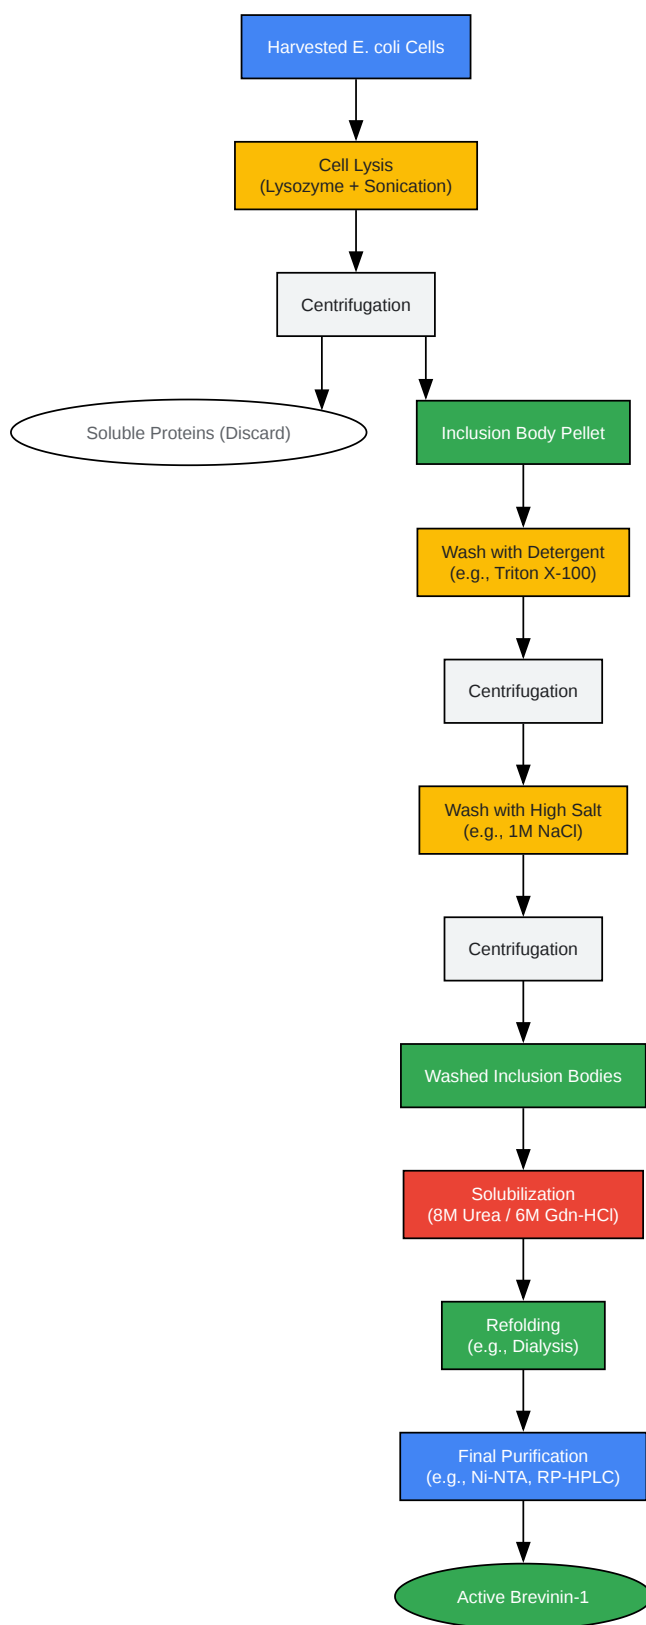 Harvested E. coli Cells
Cell Lysis
(Lysozyme + Sonication)
Centrifugation
Soluble Proteins (Discard)
Inclusion Body Pellet
Wash with Detergent
(e.g., Triton X-100)
Centrifugation
Wash with High Salt
(e.g., 1M NaCl)
Centrifugation
Washed Inclusion Bodies
Solubilization
(8M Urea / 6M Gdn-HCl)
Refolding
(e.g., Dialysis)
Final Purification
(e.g., Ni-NTA, RP-HPLC)
Active Brevinin-1